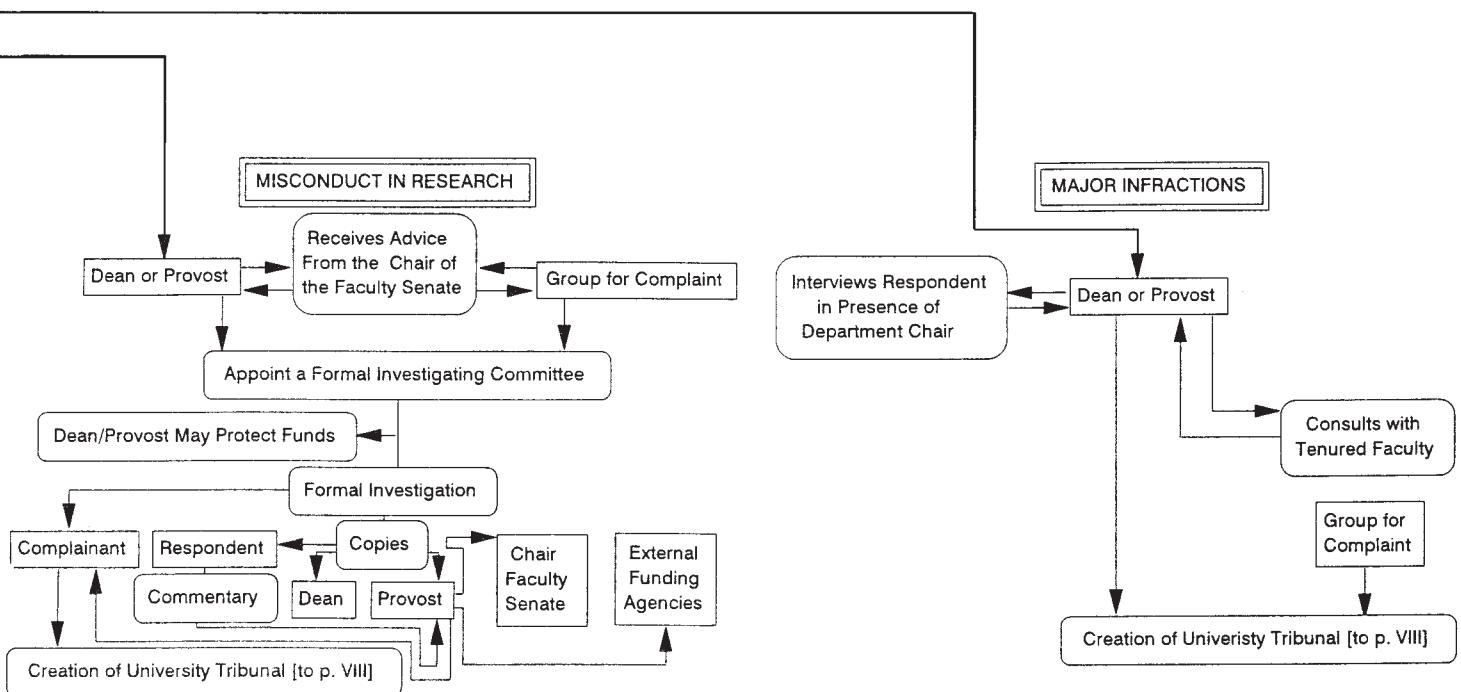 MISCONDUCT IN RESEARCH
Receives Advice
From the Chair of
the Faculty Senate
Dean or Provost
Group for Complaint
Appoint a Formal Investigating Committee
Dean/Provost May Protect Funds
Formal Investigation
Complainant
Respondent
Copies
Commentary
Dean
Provost
Chair
Faculty
Senate
External
Funding
Agencies
Creation of University Tribunal [to p. VIII]
MAJOR INFRACTIONS
Interviews Respondent
in Presence of
Department Chair
Dean or Provost
Consults with
Tenured Faculty
Group for
Complaint
Creation of Univeristy Tribunal [to p. VIII]